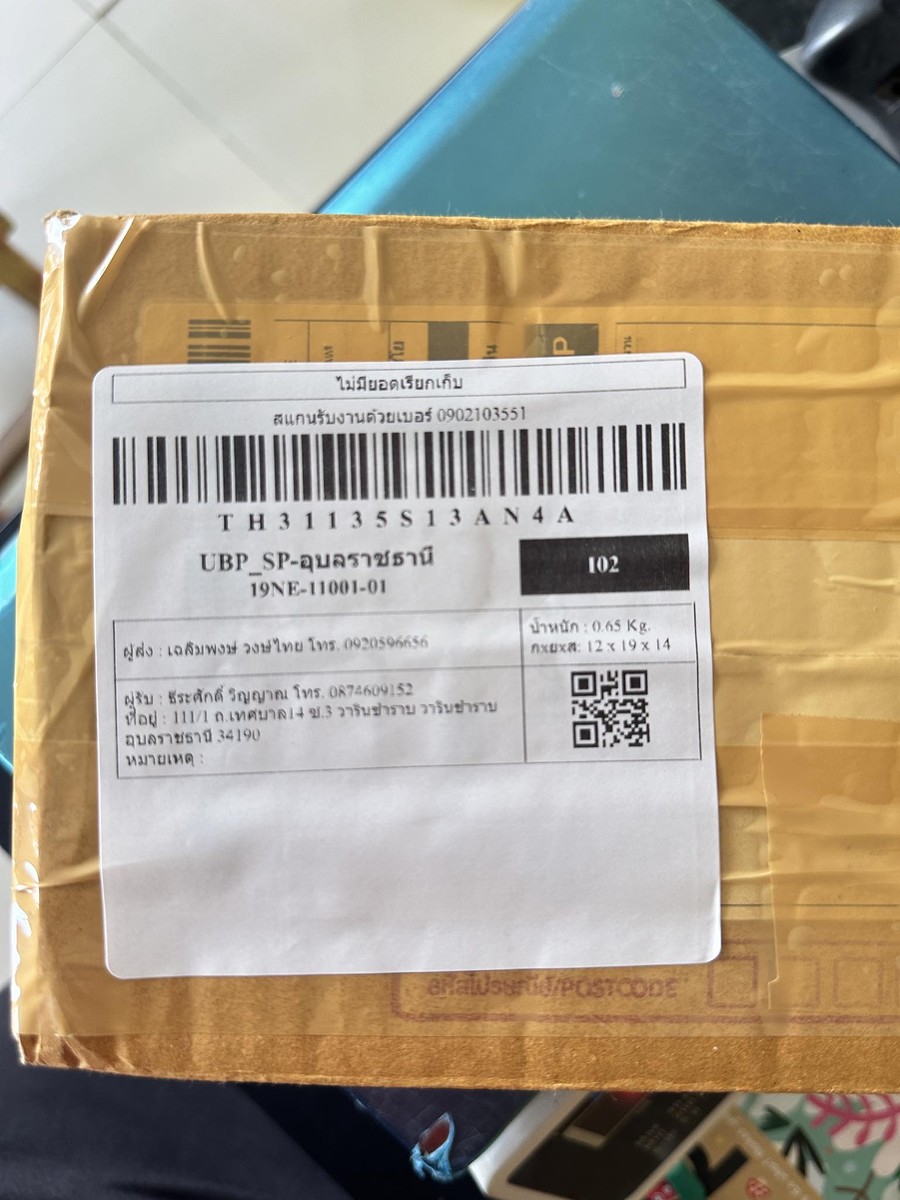 ไม่มียอดเรียกเก็บ
สแกนรับงานด้วยเบอร์ 0902103551
TH31135S13AN4A
UBP_SP-อุบลราชธานี
19NE-11001-01
I02
ผู้ส่ง : เฉลิมพงษ์ วงษ์ไทย โทร. 0920596656
น้ำหนัก : 0.65 Kg.
กxยxส: 12 x 19 x 14
ผู้รับ : ธีระศักดิ์ วิญญาณ โทร. 0874609152
ที่อยู่ : 111/1 ถ.เทศบาล14 ซ.3 วารินชำราบ วารินชำราบ
อุบลราชธานี 34190
หมายเหตุ :
รหัสไปรษณีย์/POSTCODE